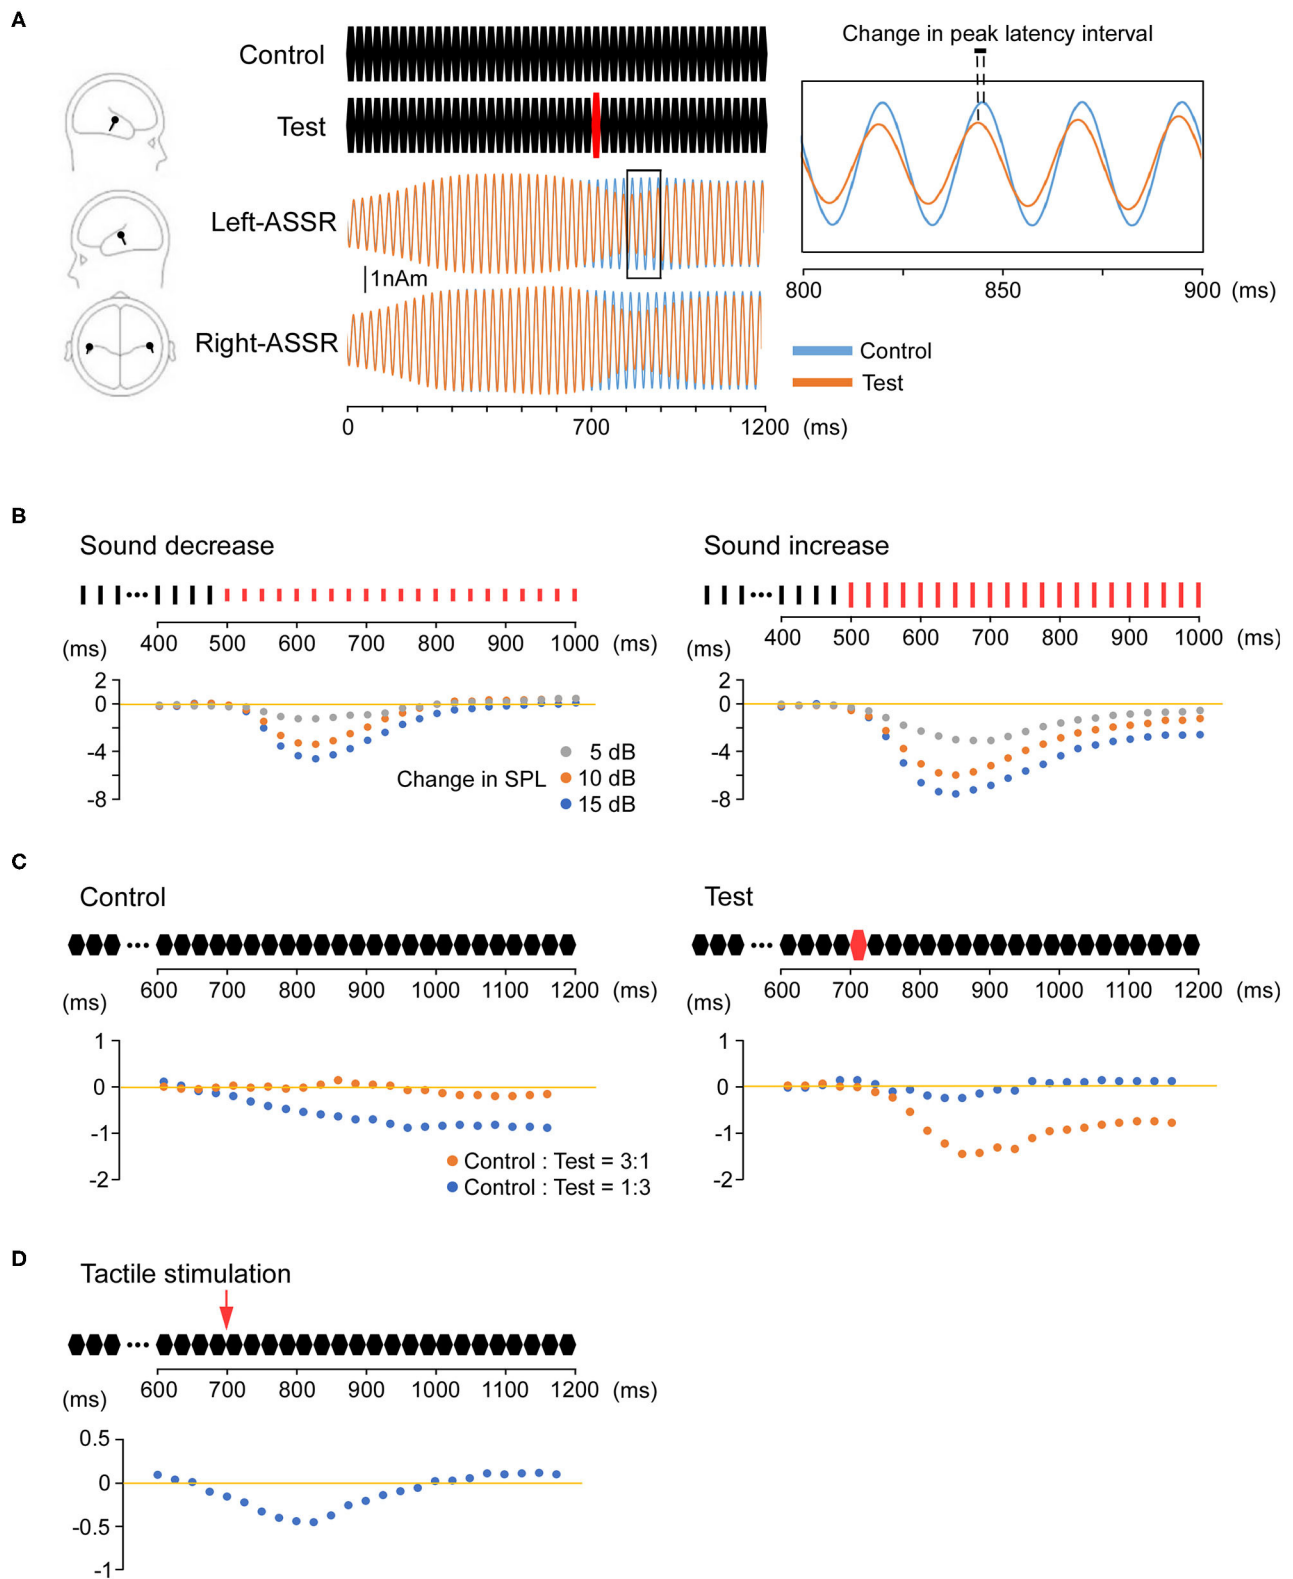 A
Control
Test
Left-ASSR
1nAm
Right-ASSR
0 700 1200 (ms)
Change in peak latency interval
800 850 900 (ms)
Control
Test
B
Sound decrease
(ms) 400 500 600 700 800 900 1000 (ms)
2
0
-4
-8
Change in SPL
5 dB
10 dB
15 dB
Sound increase
(ms) 400 500 600 700 800 900 1000 (ms)
2
0
-4
-8
C
Control
(ms) 600 700 800 900 1000 1100 1200 (ms)
1
0
-1
-2
Control : Test = 3:1
Control : Test = 1:3
Test
(ms) 600 700 800 900 1000 1100 1200 (ms)
1
0
-1
-2
D
Tactile stimulation
(ms) 600 700 800 900 1000 1100 1200 (ms)
0.5
0
-0.5
-1